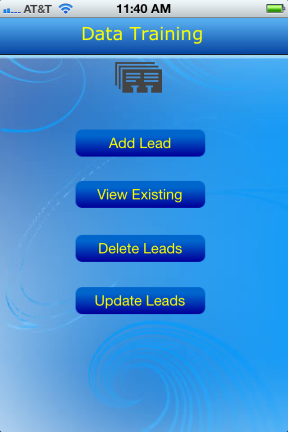 AT&T 11:40 AM
Data Training
Add Lead
View Existing
Delete Leads
Update Leads